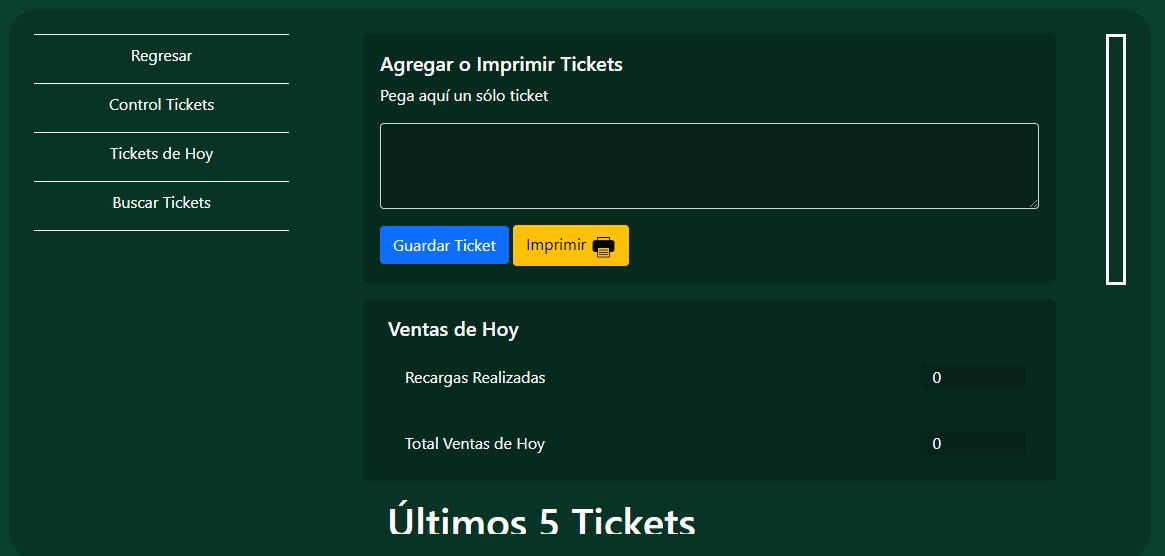 Regresar
Control Tickets
Tickets de Hoy
Buscar Tickets
Agregar o Imprimir Tickets
Pega aquí un sólo ticket
Guardar Ticket
Imprimir
Ventas de Hoy
Recargas Realizadas 0
Total Ventas de Hoy 0
Últimos 5 Tickets